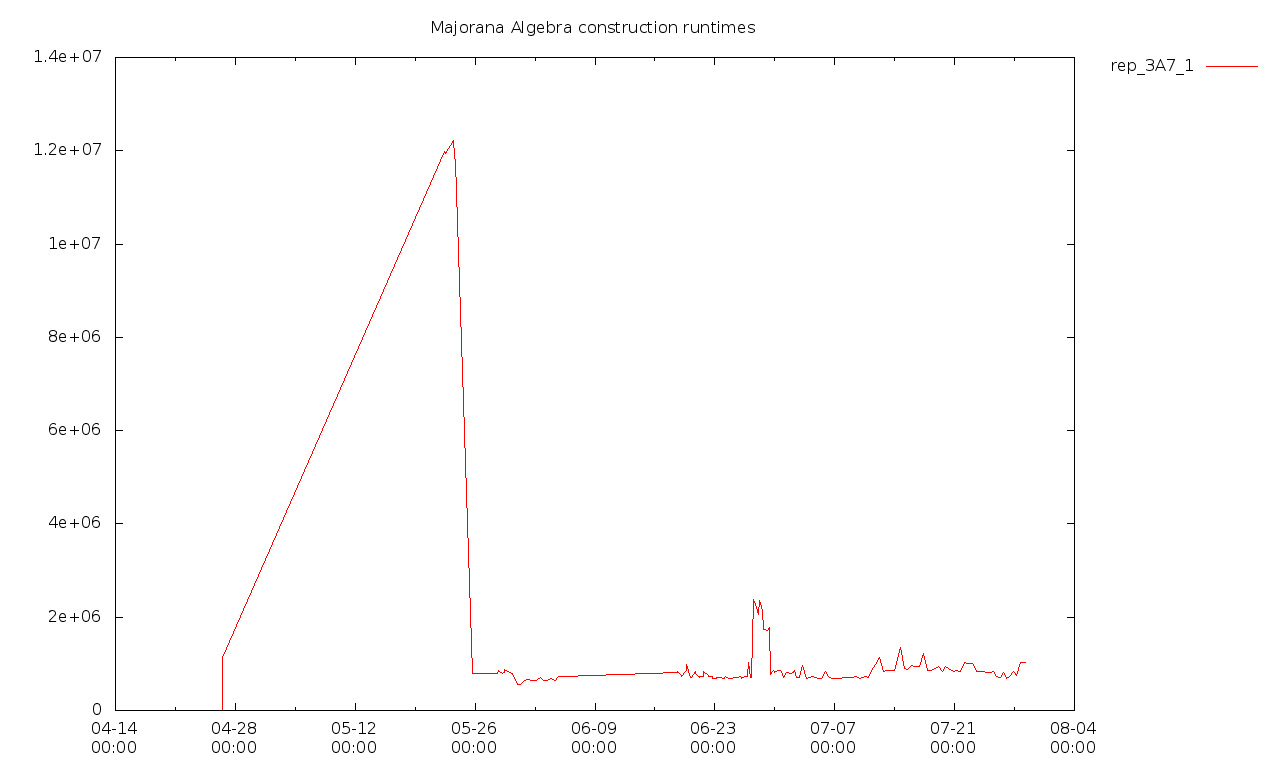 Majorana Algebra construction runtimes
rep_3A7_1
1.4e+07
1.2e+07
1e+07
8e+06
6e+06
4e+06
2e+06
0
04-14 04-28 05-12 05-26 06-09 06-23 07-07 07-21 08-04
00:00 00:00 00:00 00:00 00:00 00:00 00:00 00:00 00:00